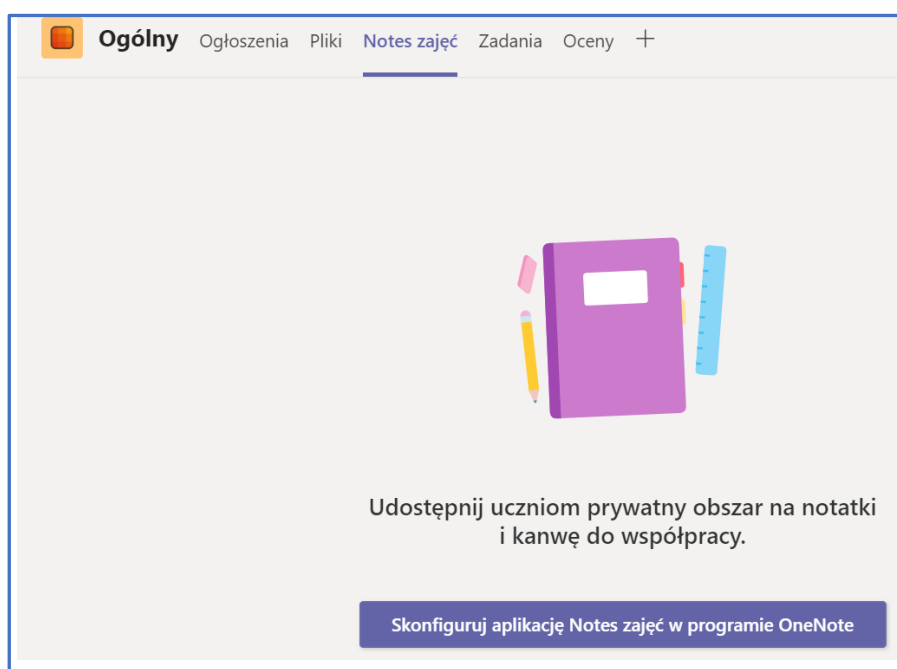 Ogólny Ogłoszenia Pliki Notes zajęć Zadania Oceny +
Udostępnij uczniom prywatny obszar na notatki
i kanwę do współpracy.
Skonfiguruj aplikację Notes zajęć w programie OneNote